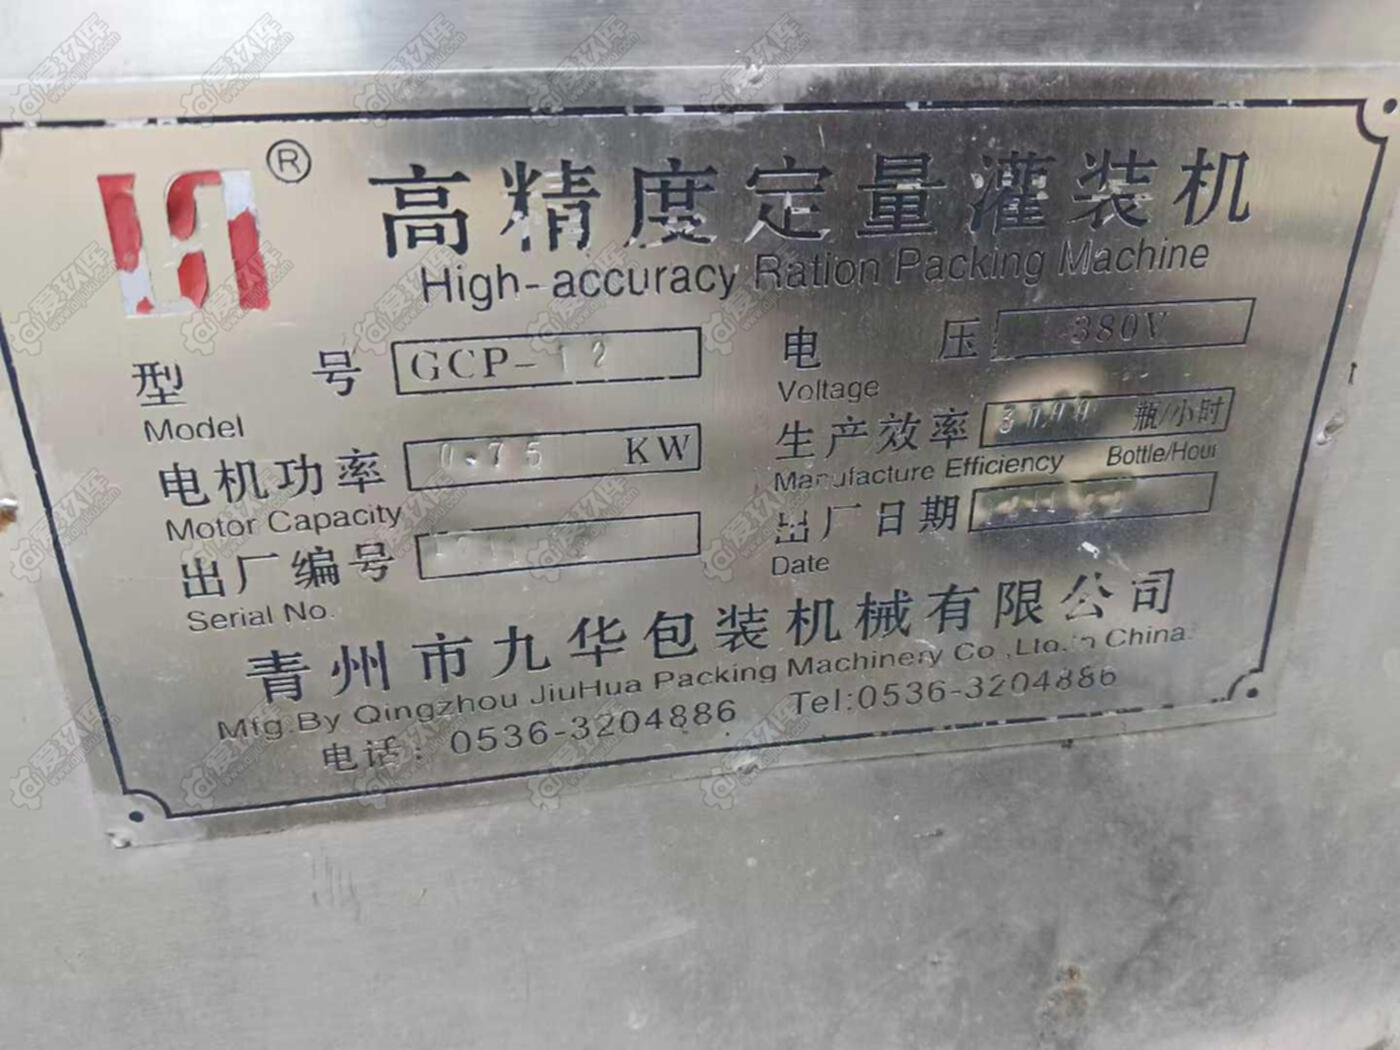 ®
高精度定量灌装机
High-accuracy Ration Packing Machine
型号 GCP-12
Model
电压 380V
Voltage
电机功率 0.75 KW
Motor Capacity
生产效率 瓶/小时
Manufacture Efficiency Bottle/Hour
出厂编号
Serial No.
出厂日期
Date
青州市九华包装机械有限公司
Mfg.By Qingzhou JiuHua Packing Machinery Co.,Ltd.in China.
电话: 0536-3204886 Tel:0536-3204886